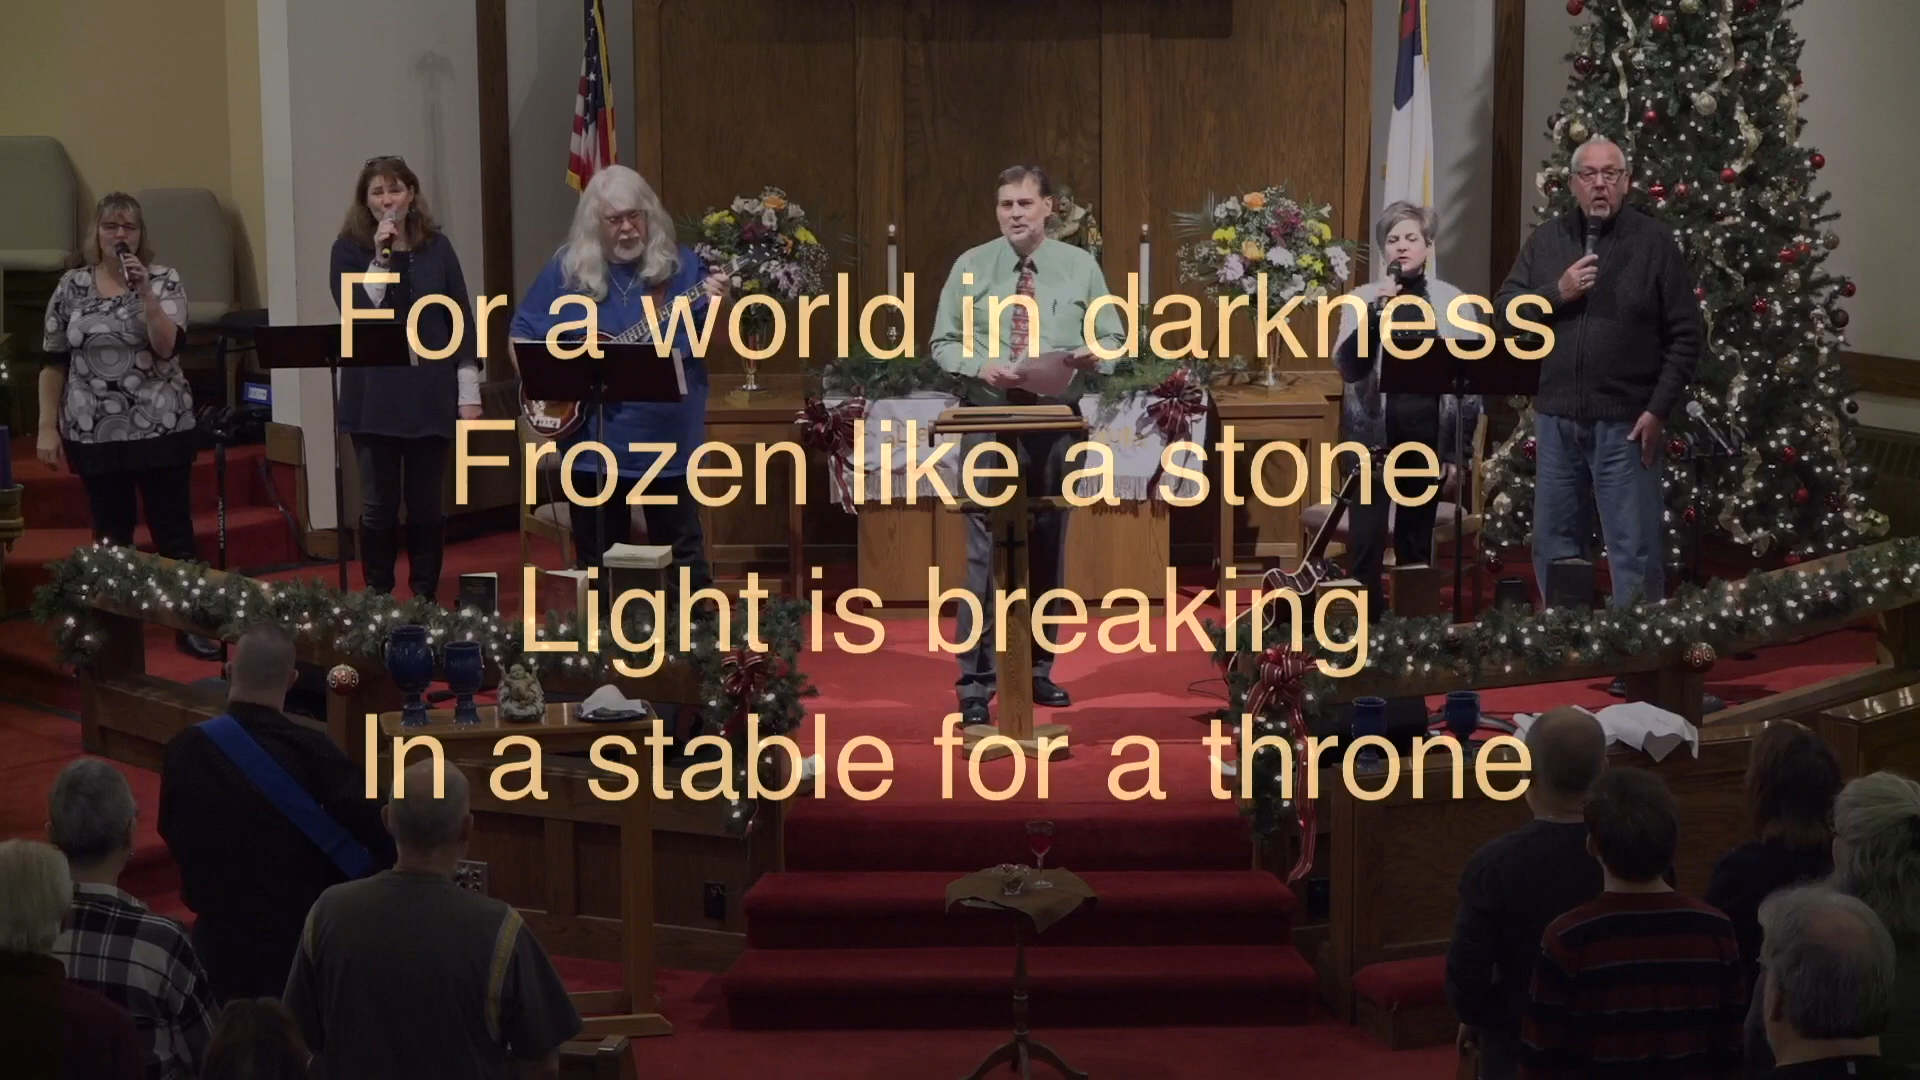 For a world in darkness
Frozen like a stone
Light is breaking
In a stable for a throne